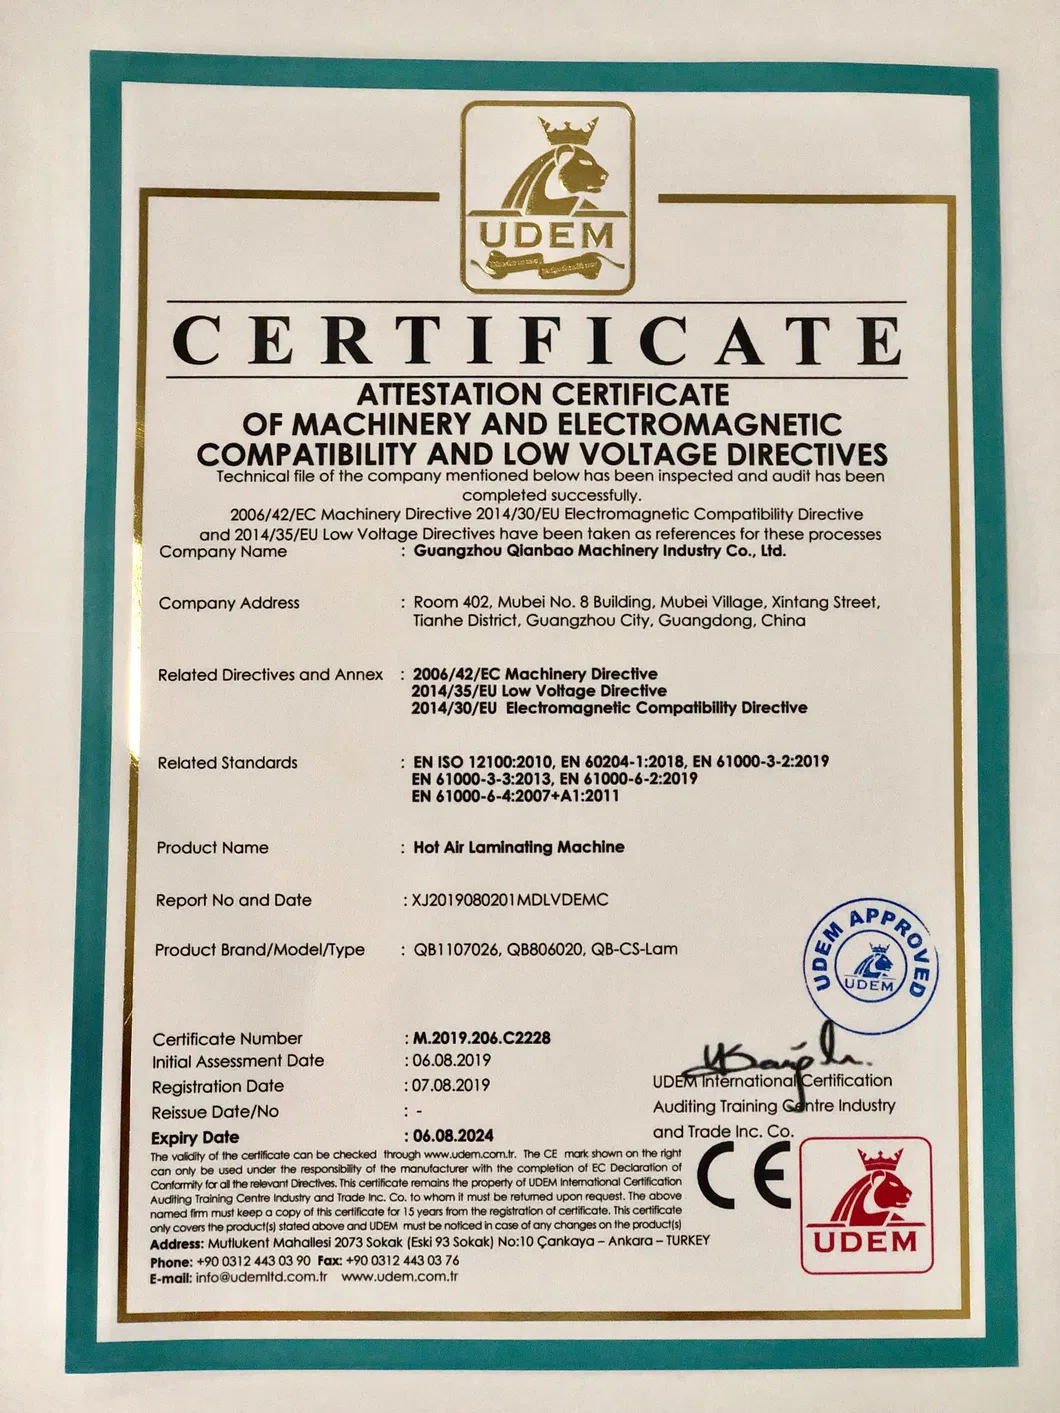 UDEM
CERTIFICATE
ATTESTATION CERTIFICATE
OF MACHINERY AND ELECTROMAGNETIC
COMPATIBILITY AND LOW VOLTAGE DIRECTIVES
Technical file of the company mentioned below has been inspected and audit has been
completed successfully.
2006/42/EC Machinery Directive 2014/30/EU Electromagnetic Compatibility Directive
and 2014/35/EU Low Voltage Directives have been taken as references for these processes
Company Name : Guangzhou Qianbao Machinery Industry Co., Ltd.
Company Address : Room 402, Mubei No. 8 Building, Mubei Village, Xintang Street,
Tianhe District, Guangzhou City, Guangdong, China
Related Directives and Annex : 2006/42/EC Machinery Directive
2014/35/EU Low Voltage Directive
2014/30/EU Electromagnetic Compatibility Directive
Related Standards : EN ISO 12100:2010, EN 60204-1:2018, EN 61000-3-2:2019
EN 61000-3-3:2013, EN 61000-6-2:2019
EN 61000-6-4:2007+A1:2011
Product Name : Hot Air Laminating Machine
Report No and Date : XJ2019080201MDLVDEMC
Product Brand/Model/Type : QB1107026, QB806020, QB-CS-Lam
UDEM APPROVED
UDEM
Certificate Number : M.2019.206.C2228
Initial Assessment Date : 06.08.2019
Registration Date : 07.08.2019
Reissue Date/No : -
Expiry Date : 06.08.2024
UDEM International Certification
Auditing Training Centre Industry
and Trade Inc. Co.
The validity of the certificate can be checked through www.udem.com.tr. The CE mark shown on the right
can only be used under the responsibility of the manufacturer with the completion of EC Declaration of
Conformity for all the relevant Directives. This certificate remains the property of UDEM International Certification
Auditing Training Centre Industry and Trade Inc. Co. to whom it must be returned upon request. The above
named firm must keep a copy of this certificate for 15 years from the registration of certificate. This certificate
only covers the product(s) stated above and UDEM must be noticed in case of any changes on the product(s)
Address: Mutlukent Mahallesi 2073 Sokak (Eski 93 Sokak) No:10 Çankaya – Ankara – TURKEY
Phone: +90 0312 443 03 90 Fax: +90 0312 443 03 76
E-mail: info@udemltd.com.tr www.udem.com.tr
CE
UDEM